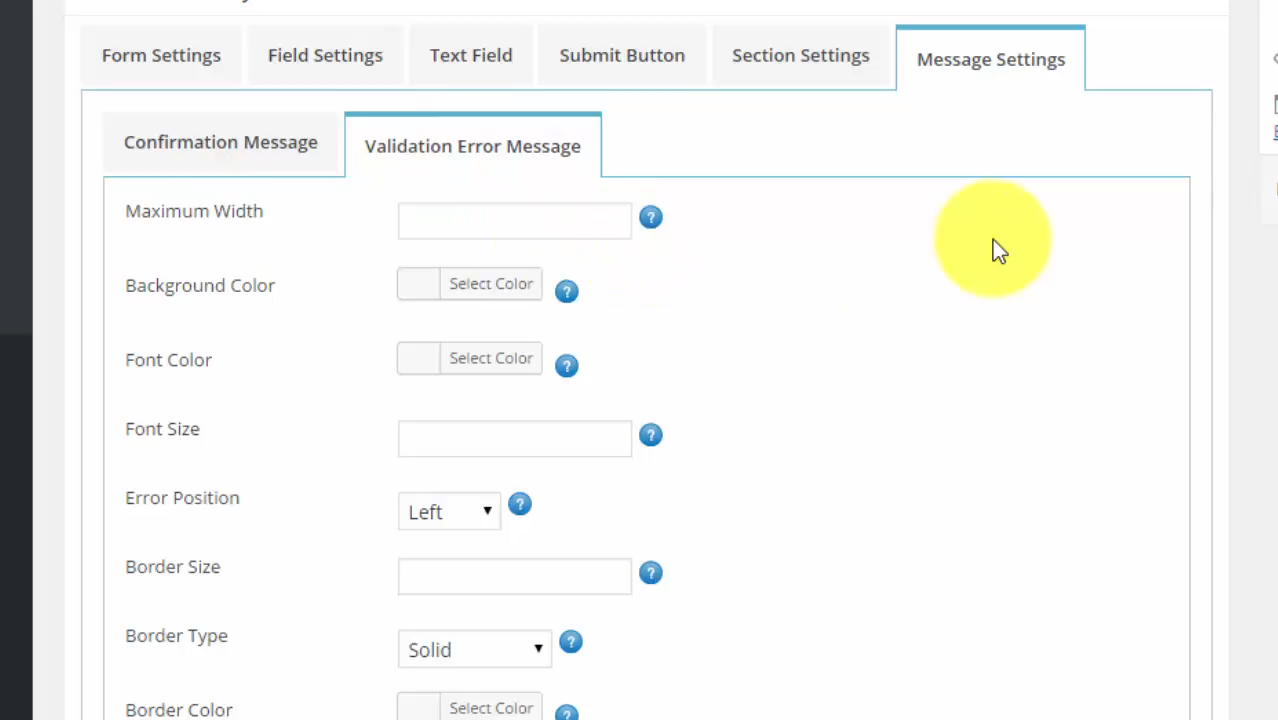 Form Settings Field Settings Text Field Submit Button Section Settings Message Settings
Confirmation Message Validation Error Message
Maximum Width ?
Background Color Select Color ?
Font Color Select Color ?
Font Size ?
Error Position Left ?
Border Size ?
Border Type Solid ?
Border Color Select Color ?